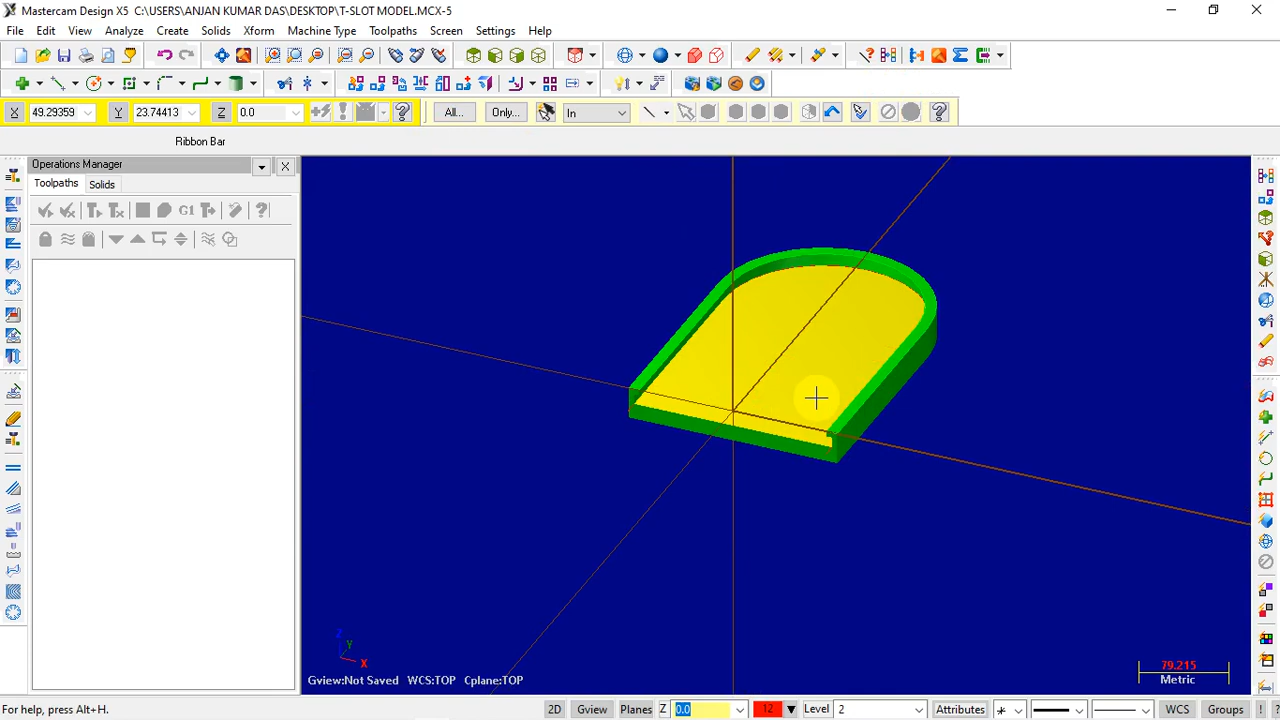 Mastercam Design X5 C:\USERS\ANJAN KUMAR DAS\DESKTOP\T-SLOT MODEL.MCX-5
File Edit View Analyze Create Solids Xform Machine Type Toolpaths Screen Settings Help
X 49.29359 Y 23.74413 Z 0.0 ? All... Only... In ?
Ribbon Bar
Operations Manager
Toolpaths Solids
G1 ?
Z
Y
X
Gview:Not Saved WCS:TOP Cplane:TOP
79.215
Metric
For help, press Alt+H. 2D Gview Planes Z 0.0 12 Level 2 Attributes WCS Groups ?